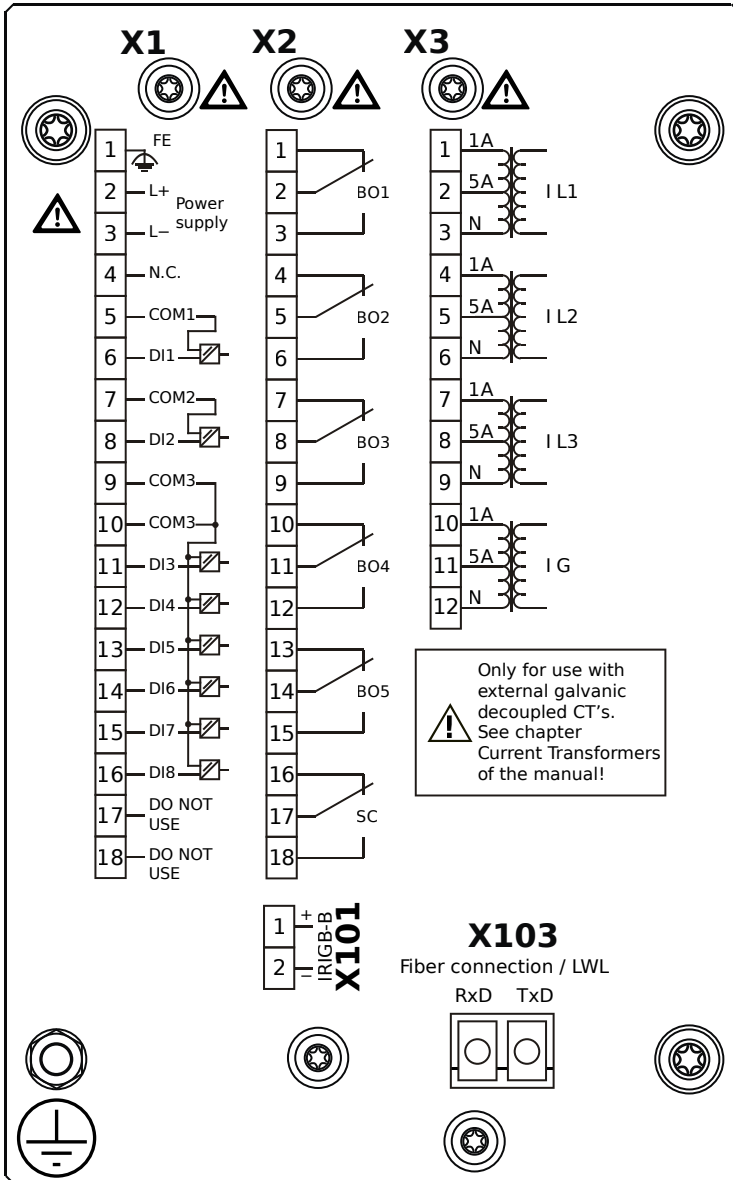 X1
X2
X3
1 FE
2 L+
Power
supply
3 L−
4 N.C.
5 COM1
6 DI1
7 COM2
8 DI2
9 COM3
10 COM3
11 DI3
12 DI4
13 DI5
14 DI6
15 DI7
16 DI8
17 DO NOT
USE
18 DO NOT
USE
1
2 BO1
3
4
5 BO2
6
7
8 BO3
9
10
11 BO4
12
13
14 BO5
15
16
17 SC
18
1 1A
2 5A I L1
3 N
4 1A
5 5A I L2
6 N
7 1A
8 5A I L3
9 N
10 1A
11 5A I G
12 N
Only for use with
external galvanic
decoupled CT's.
See chapter
Current Transformers
of the manual!
1 +
2 −
IRIGB-B
X101
X103
Fiber connection / LWL
RxD TxD